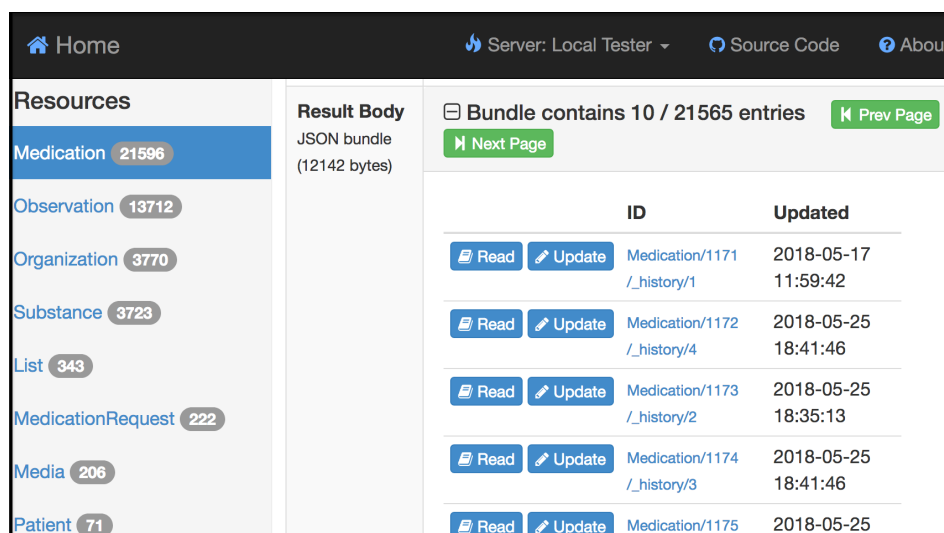 Home
Server: Local Tester
Source Code
Abou
Resources
Medication 21596
Observation 13712
Organization 3770
Substance 3723
List 343
MedicationRequest 222
Media 206
Patient 71
Result Body
JSON bundle
(12142 bytes)
Bundle contains 10 / 21565 entries
Prev Page
Next Page
ID Updated
Read Update Medication/1171 2018-05-17
/_history/1 11:59:42
Read Update Medication/1172 2018-05-25
/_history/4 18:41:46
Read Update Medication/1173 2018-05-25
/_history/2 18:35:13
Read Update Medication/1174 2018-05-25
/_history/3 18:41:46
Read Update Medication/1175 2018-05-25